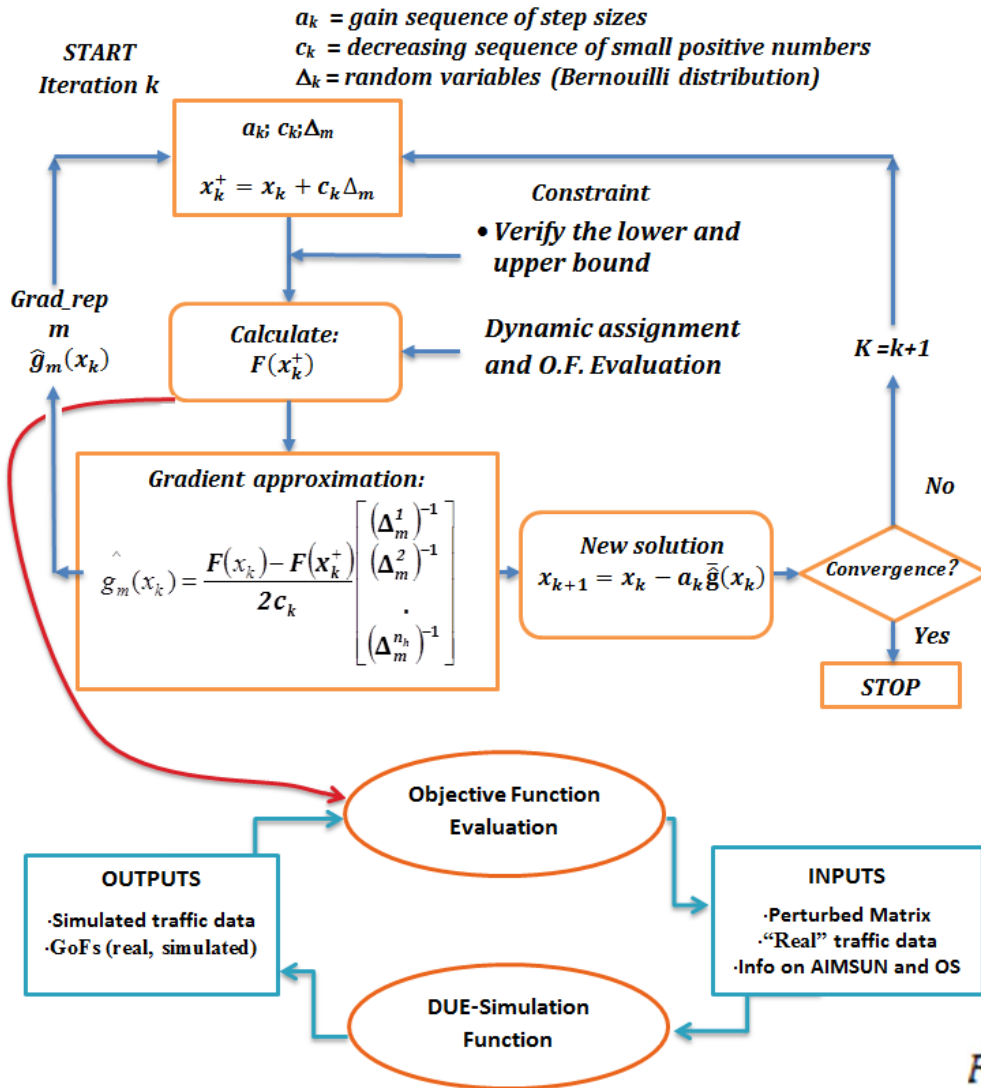 a_k = gain sequence of step sizes
c_k = decreasing sequence of small positive numbers
Δ_k = random variables (Bernouilli distribution)
START
Iteration k
a_k; c_k; Δ_m
x_k^+ = x_k + c_k Δ_m
Constraint
• Verify the lower and
upper bound
Grad_rep
m
ĝ_m(x_k)
Calculate:
F(x_k^+)
Dynamic assignment
and O.F. Evaluation
K =k+1
Gradient approximation:
ĝ_m(x_k) = F(x_k) − F(x_k^+) / 2c_k
(Δ_m^1)^−1
(Δ_m^2)^−1
.
(Δ_m^{n_h})^−1
New solution
x_{k+1} = x_k − a_k ḡ̂(x_k)
No
Convergence?
Yes
STOP
Objective Function
Evaluation
OUTPUTS
·Simulated traffic data
·GoFs (real, simulated)
INPUTS
·Perturbed Matrix
·“Real” traffic data
·Info on AIMSUN and OS
DUE-Simulation
Function
F